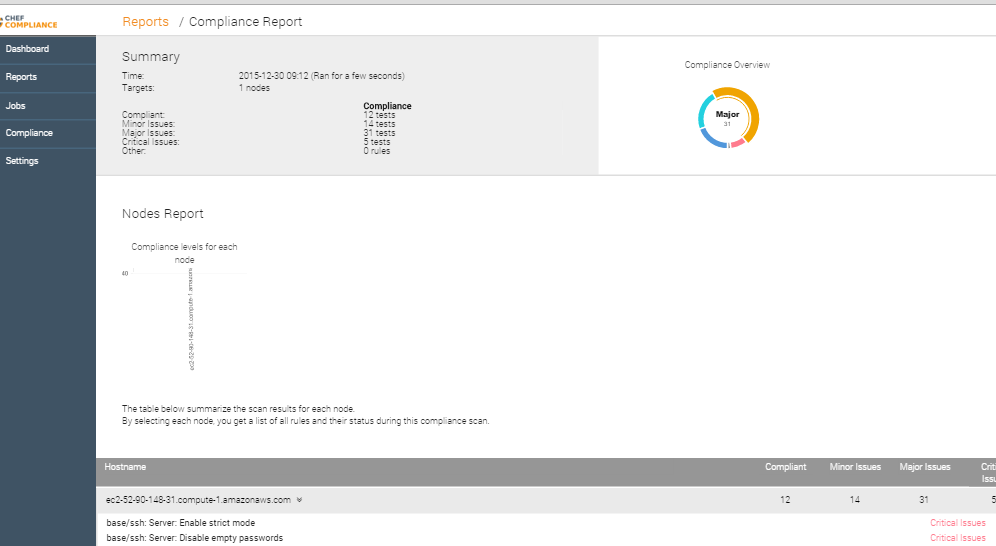 CHEF
COMPLIANCE
Reports / Compliance Report
Dashboard
Reports
Jobs
Compliance
Settings
Summary
Time: 2015-12-30 09:12 (Ran for a few seconds)
Targets: 1 nodes
Compliance
Compliant: 12 tests
Minor Issues: 14 tests
Major Issues: 31 tests
Critical Issues: 5 tests
Other: 0 rules
Compliance Overview
Major
31
Nodes Report
Compliance levels for each
node
40
ec2-52-90-148-31.compute-1.amazona
The table below summarize the scan results for each node.
By selecting each node, you get a list of all rules and their status during this compliance scan.
Hostname Compliant Minor Issues Major Issues Criti
Issu
ec2-52-90-148-31.compute-1.amazonaws.com 12 14 31 5
base/ssh: Server: Enable strict mode Critical Issues
base/ssh: Server: Disable empty passwords Critical Issues